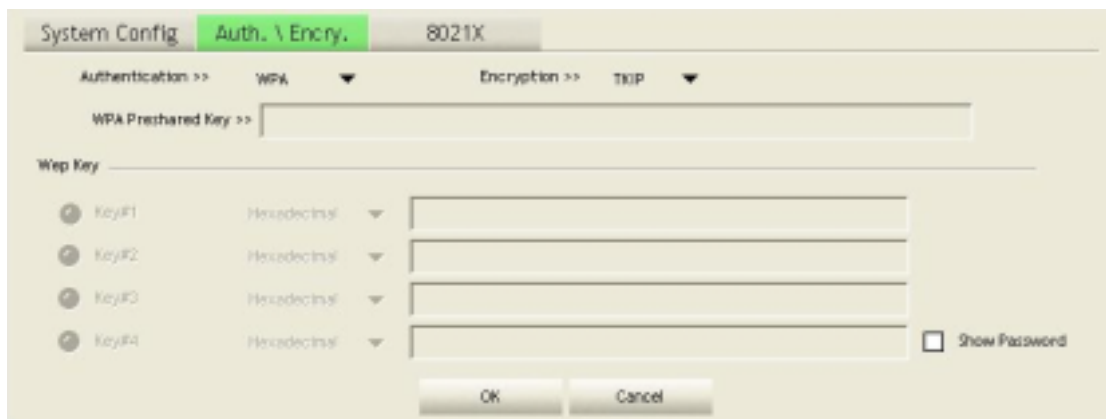 System Config Auth. \ Encry. 8021X
Authentication >> WPA Encryption >> TKIP
WPA Preshared Key >>
Wep Key
Key#1 Hexadecimal
Key#2 Hexadecimal
Key#3 Hexadecimal
Key#4 Hexadecimal Show Password
OK Cancel